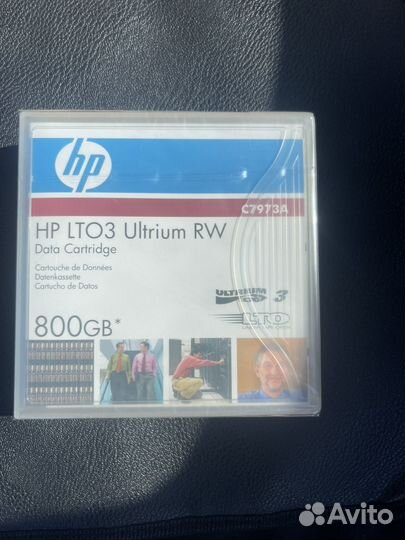 hp
C7973A
HP LTO3 Ultrium RW
Data Cartridge
Cartouche de Données
Datenkassette
Cartucho de Datos
ULTRIUM 3
LTO
800GB*
Avito